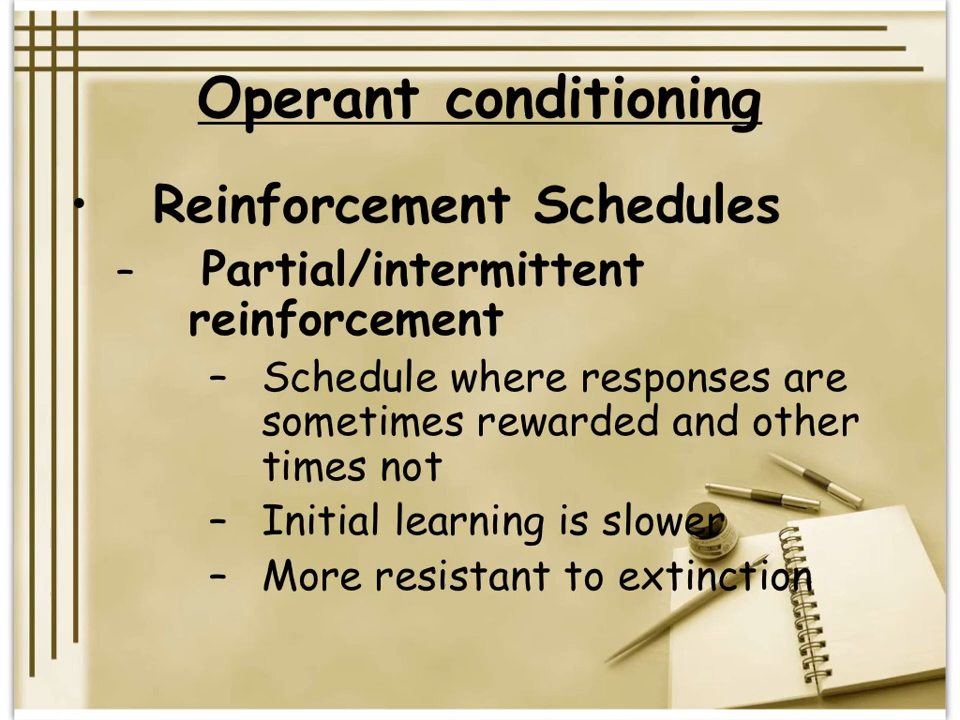 Operant conditioning
• Reinforcement Schedules
– Partial/intermittent
reinforcement
– Schedule where responses are
sometimes rewarded and other
times not
– Initial learning is slower
– More resistant to extinction